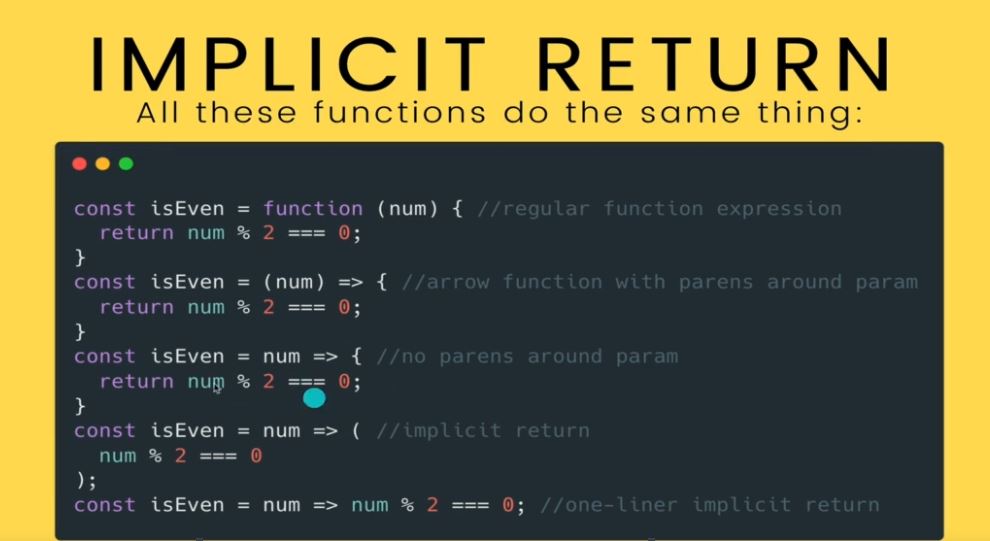 IMPLICIT RETURN
All these functions do the same thing:
const isEven = function (num) { //regular function expression
  return num % 2 === 0;
}
const isEven = (num) => { //arrow function with parens around param
  return num % 2 === 0;
}
const isEven = num => { //no parens around param
  return num % 2 === 0;
}
const isEven = num => ( //implicit return
  num % 2 === 0
);
const isEven = num => num % 2 === 0; //one-liner implicit return